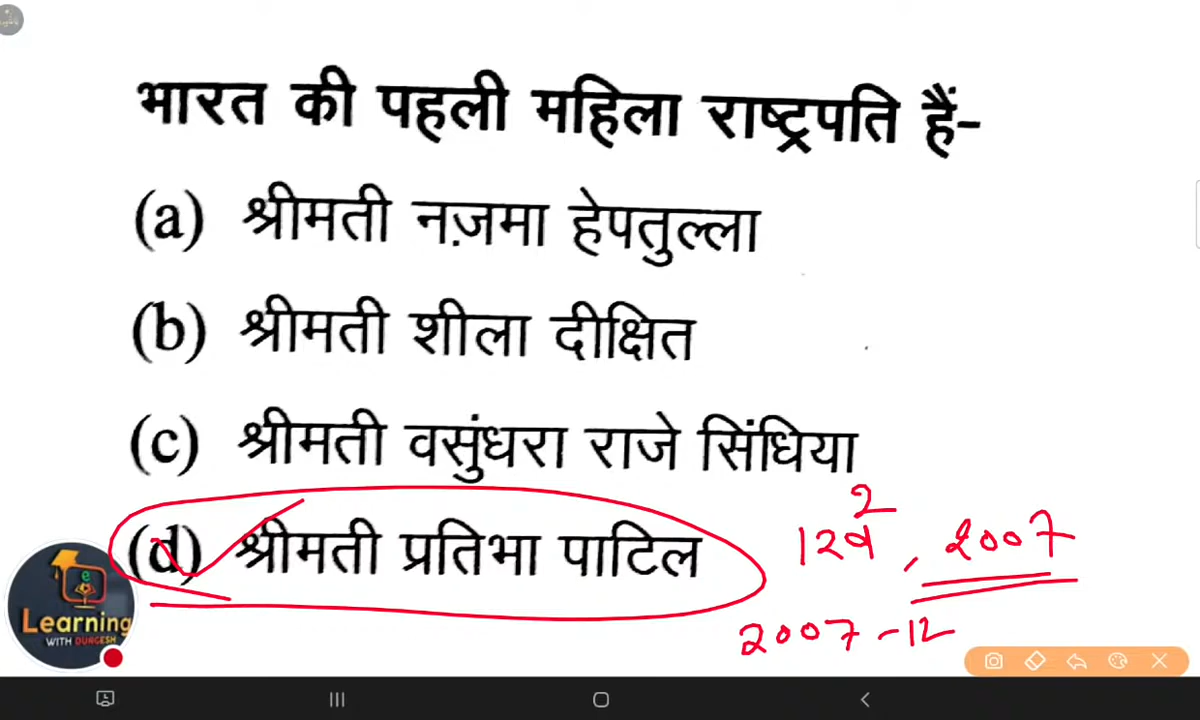 भारत की पहली महिला राष्ट्रपति हैं-
(a) श्रीमती नज़मा हेपतुल्ला
(b) श्रीमती शीला दीक्षित
(c) श्रीमती वसुंधरा राजे सिंधिया
(d) श्रीमती प्रतिभा पाटिल
12वीं, 2007
2007-12
e
Learning
WITH DURGESH